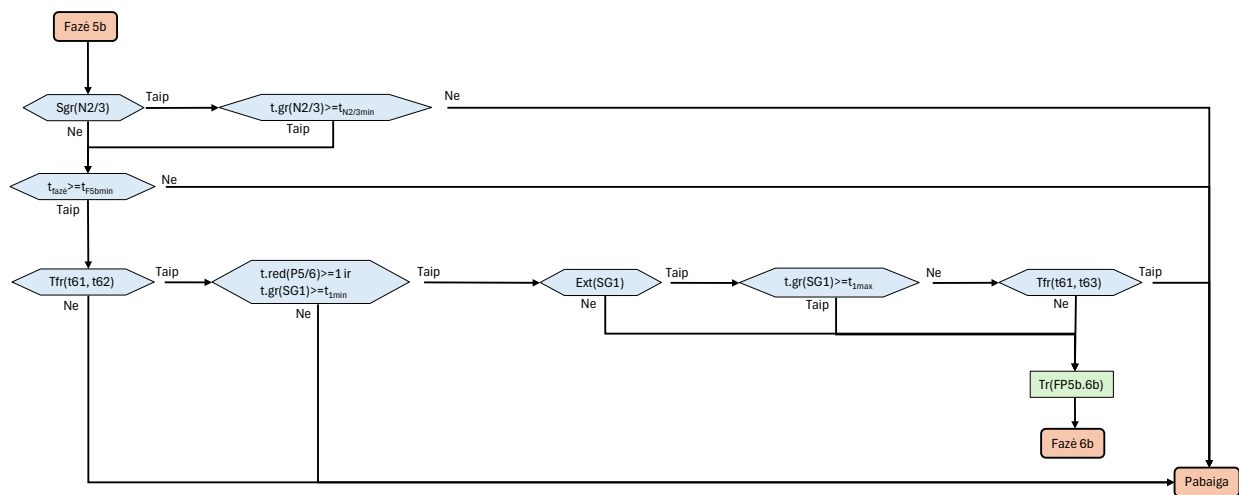 Fazė 5b
Sgr(N2/3)
Taip
t.gr(N2/3)>=tN2/3min
Ne
Ne
Taip
tfazė>=tF5bmin
Ne
Taip
Tfr(t61, t62)
Taip
t.red(P5/6)>=1 ir
t.gr(SG1)>=t1min
Taip
Ext(SG1)
Taip
t.gr(SG1)>=t1max
Ne
Tfr(t61, t63)
Taip
Ne
Ne
Ne
Taip
Ne
Tr(FP5b.6b)
Fazė 6b
Pabaiga